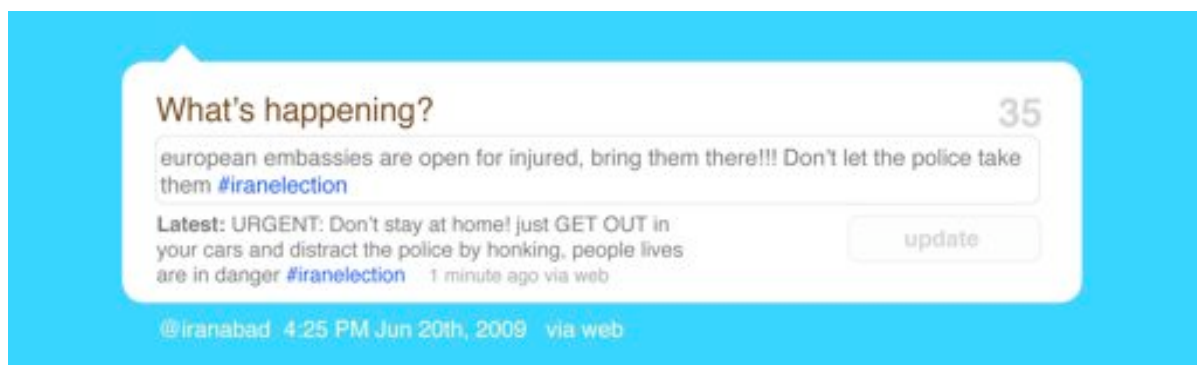 What's happening?
35
european embassies are open for injured, bring them there!!! Don't let the police take
them #iranelection
Latest: URGENT: Don't stay at home! just GET OUT in
your cars and distract the police by honking, people lives
are in danger #iranelection 1 minute ago via web
update
@iranabad 4:25 PM Jun 20th, 2009 via web